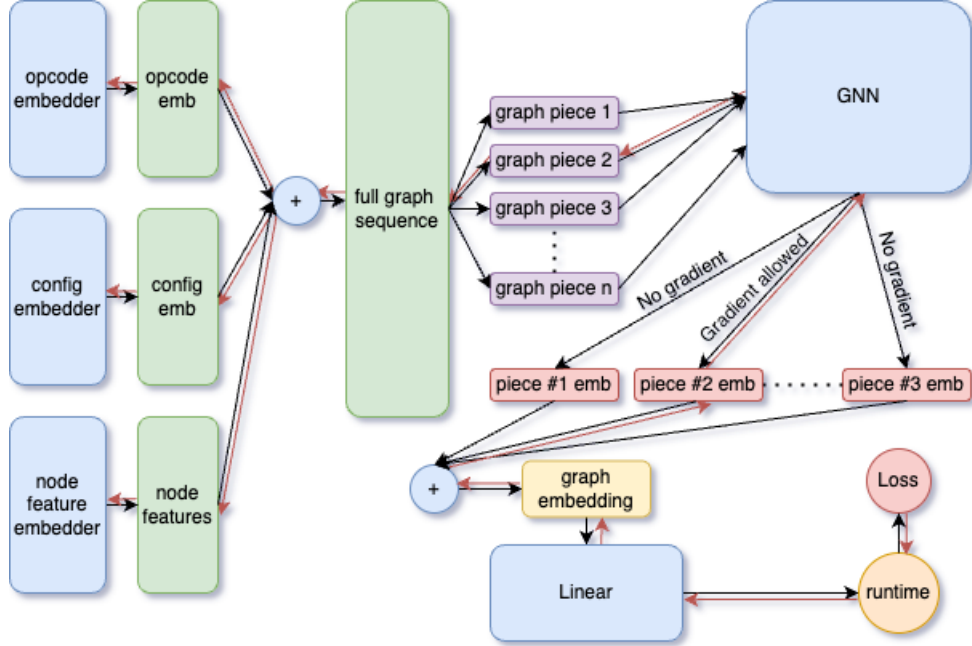 opcode
embedder
opcode
emb
config
embedder
config
emb
node
feature
embedder
node
features
+
full graph
sequence
graph piece 1
graph piece 2
graph piece 3
graph piece n
GNN
No gradient
Gradient allowed
No gradient
piece #1 emb
piece #2 emb
piece #3 emb
+
graph
embedding
Linear
Loss
runtime